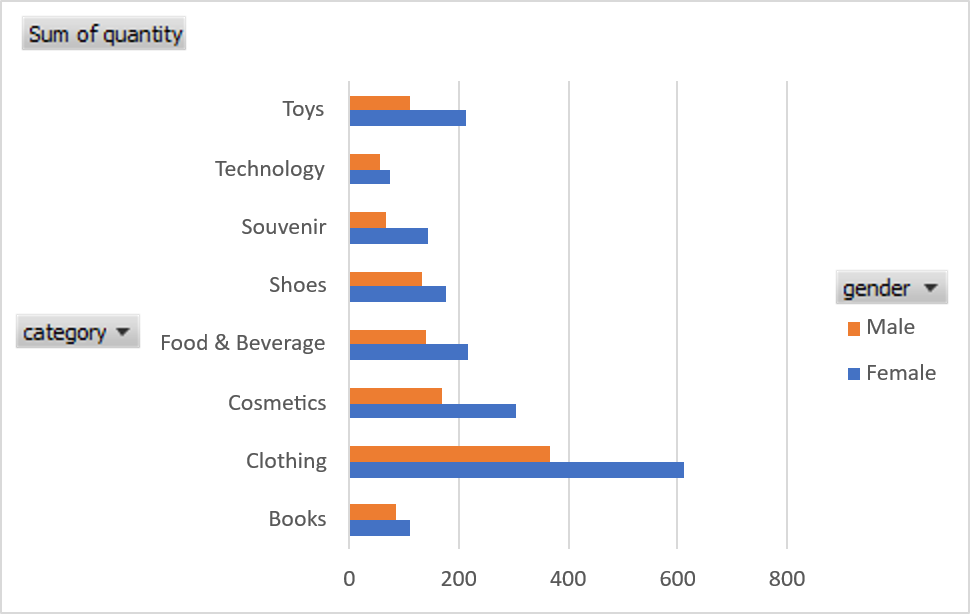 Sum of quantity
Toys
Technology
Souvenir
Shoes
Food & Beverage
Cosmetics
Clothing
Books
category
0 200 400 600 800
gender
Male
Female